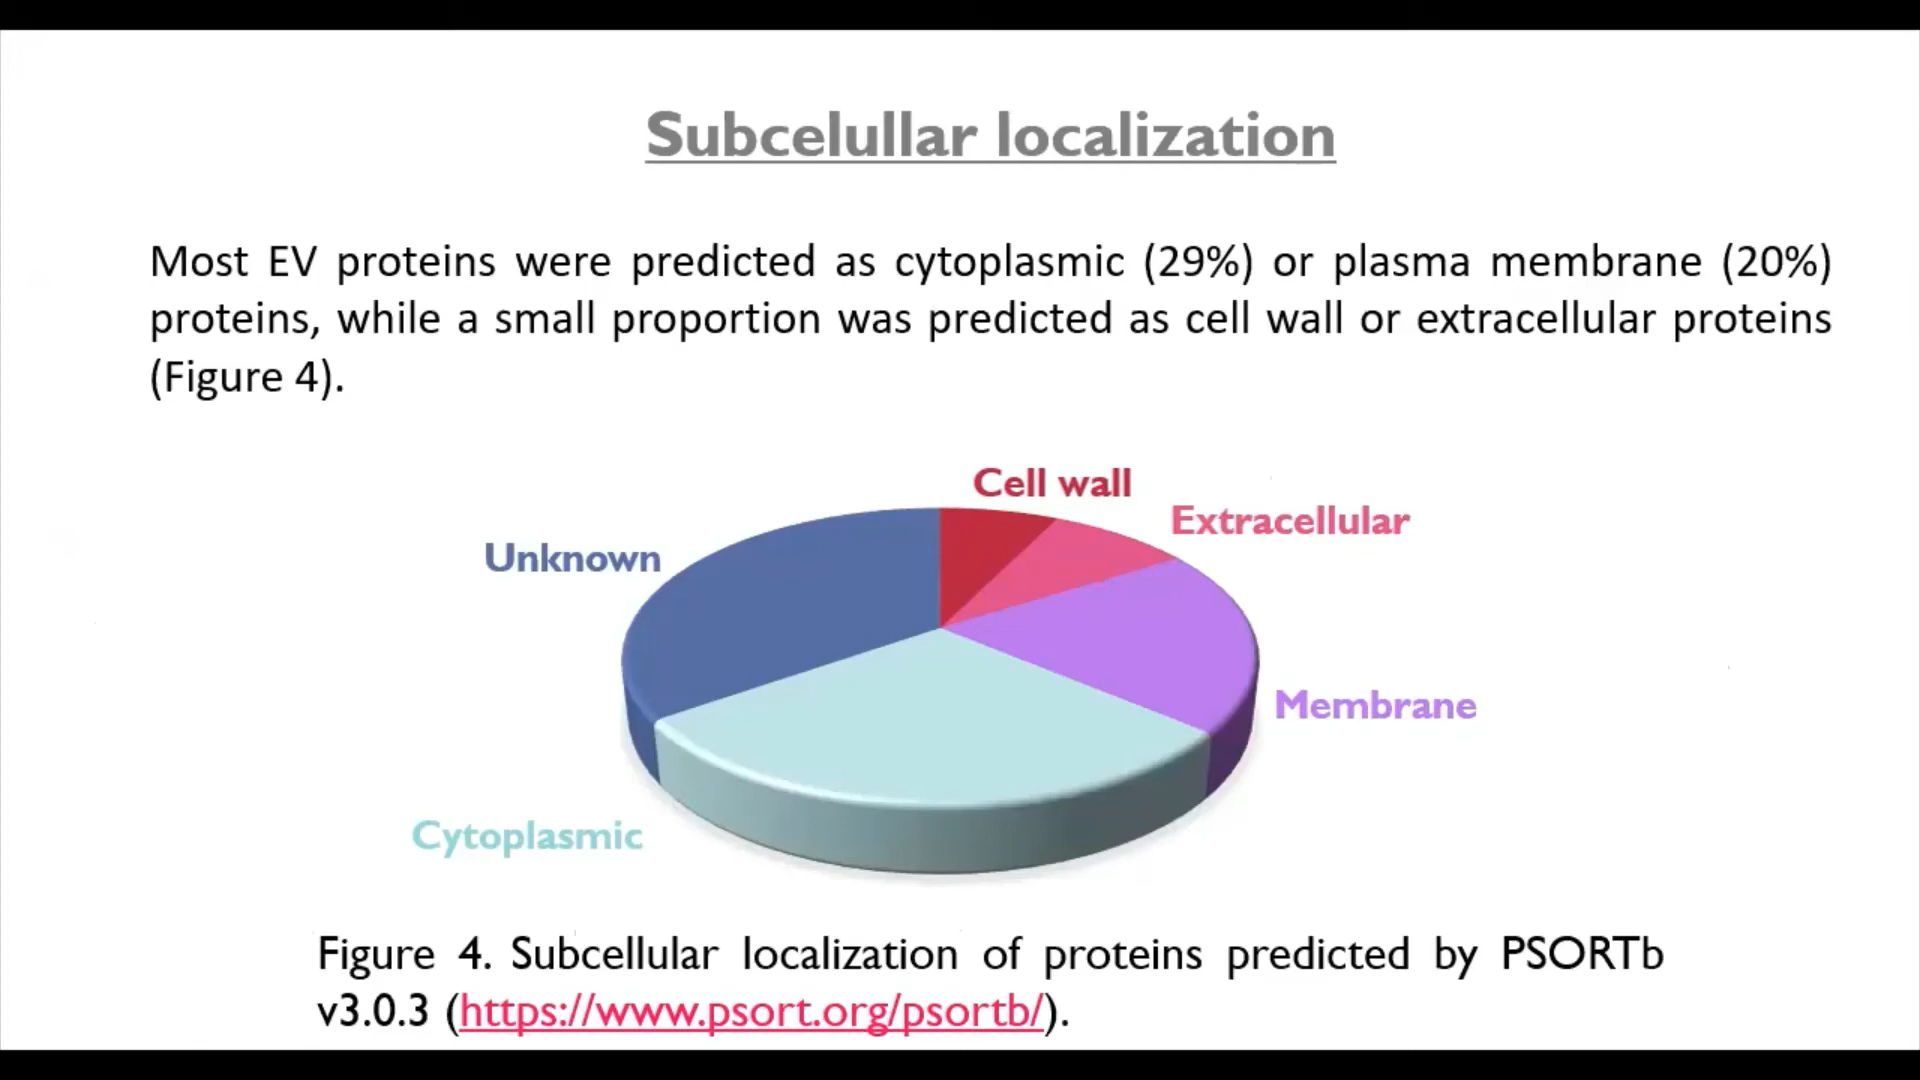 Subcelullar localization
Most EV proteins were predicted as cytoplasmic (29%) or plasma membrane (20%)
proteins, while a small proportion was predicted as cell wall or extracellular proteins
(Figure 4).
Cell wall
Extracellular
Unknown
Membrane
Cytoplasmic
Figure 4. Subcellular localization of proteins predicted by PSORTb
v3.0.3 (https://www.psort.org/psortb/).